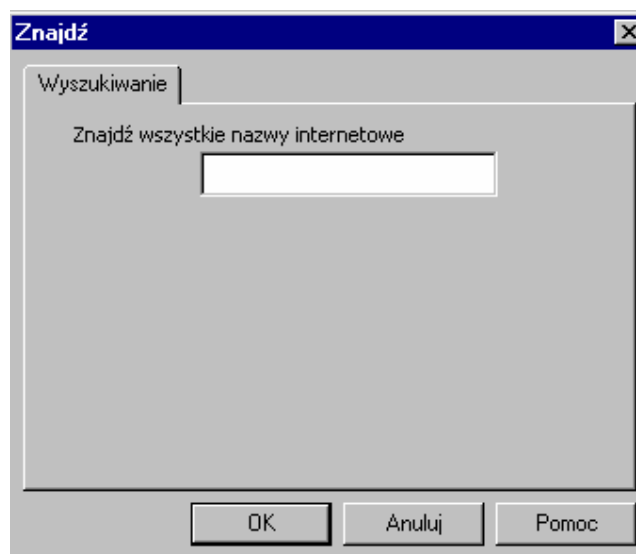 Znajdź
Wyszukiwanie
Znajdź wszystkie nazwy internetowe
OK Anuluj Pomoc